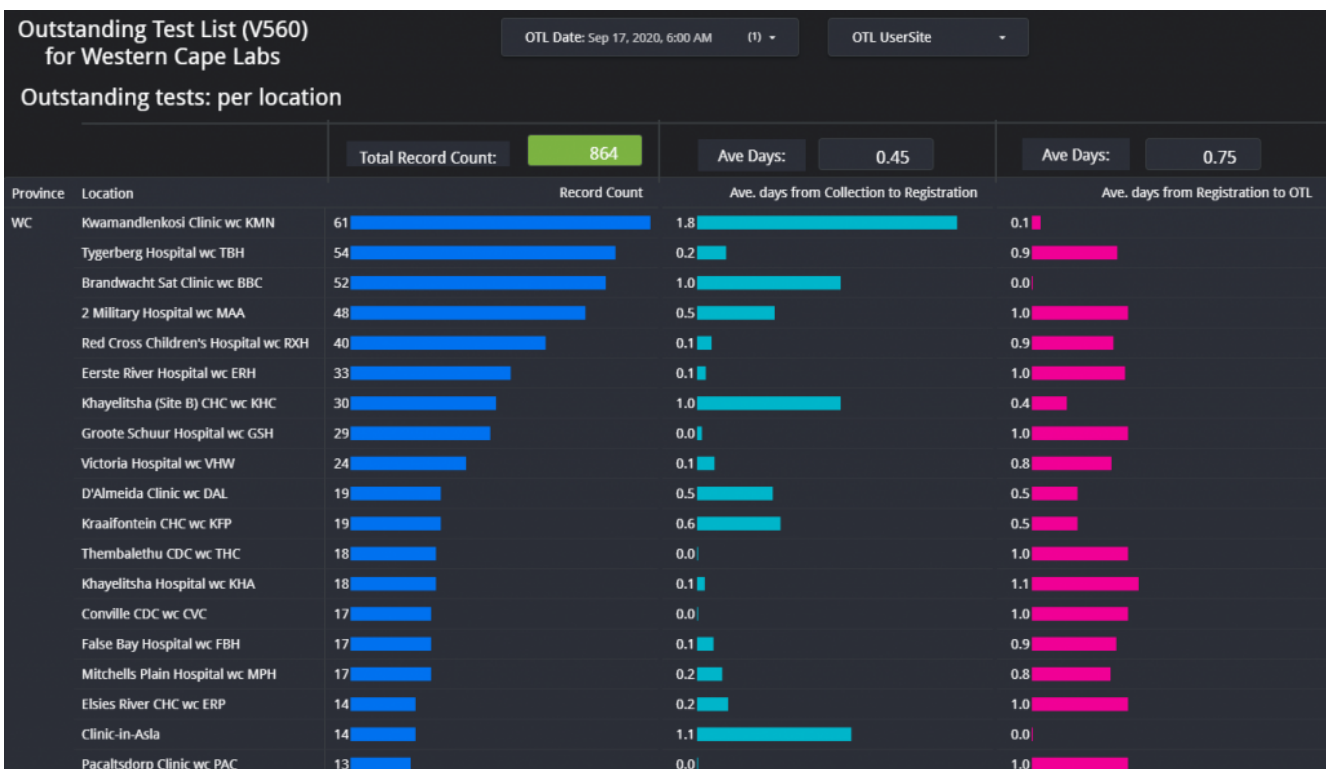 Outstanding Test List (V560)
for Western Cape Labs
OTL Date: Sep 17, 2020, 6:00 AM (1)
OTL UserSite
Outstanding tests: per location
Total Record Count: 864 Ave Days: 0.45 Ave Days: 0.75
Province Location Record Count Ave. days from Collection to Registration Ave. days from Registration to OTL
WC Kwamandlenkosi Clinic wc KMN 61 1.8 0.1
Tygerberg Hospital wc TBH 54 0.2 0.9
Brandwacht Sat Clinic wc BBC 52 1.0 0.0
2 Military Hospital wc MAA 48 0.5 1.0
Red Cross Children's Hospital wc RXH 40 0.1 0.9
Eerste River Hospital wc ERH 33 0.1 1.0
Khayelitsha (Site B) CHC wc KHC 30 1.0 0.4
Groote Schuur Hospital wc GSH 29 0.0 1.0
Victoria Hospital wc VHW 24 0.1 0.8
D'Almeida Clinic wc DAL 19 0.5 0.5
Kraaifontein CHC wc KFP 19 0.6 0.5
Thembalethu CDC wc THC 18 0.0 1.0
Khayelitsha Hospital wc KHA 18 0.1 1.1
Conville CDC wc CVC 17 0.0 1.0
False Bay Hospital wc FBH 17 0.1 0.9
Mitchells Plain Hospital wc MPH 17 0.2 0.8
Elsies River CHC wc ERP 14 0.2 1.0
Clinic-in-Asla 14 1.1 0.0
Pacaltsdorp Clinic wc PAC 13 0.0 1.0